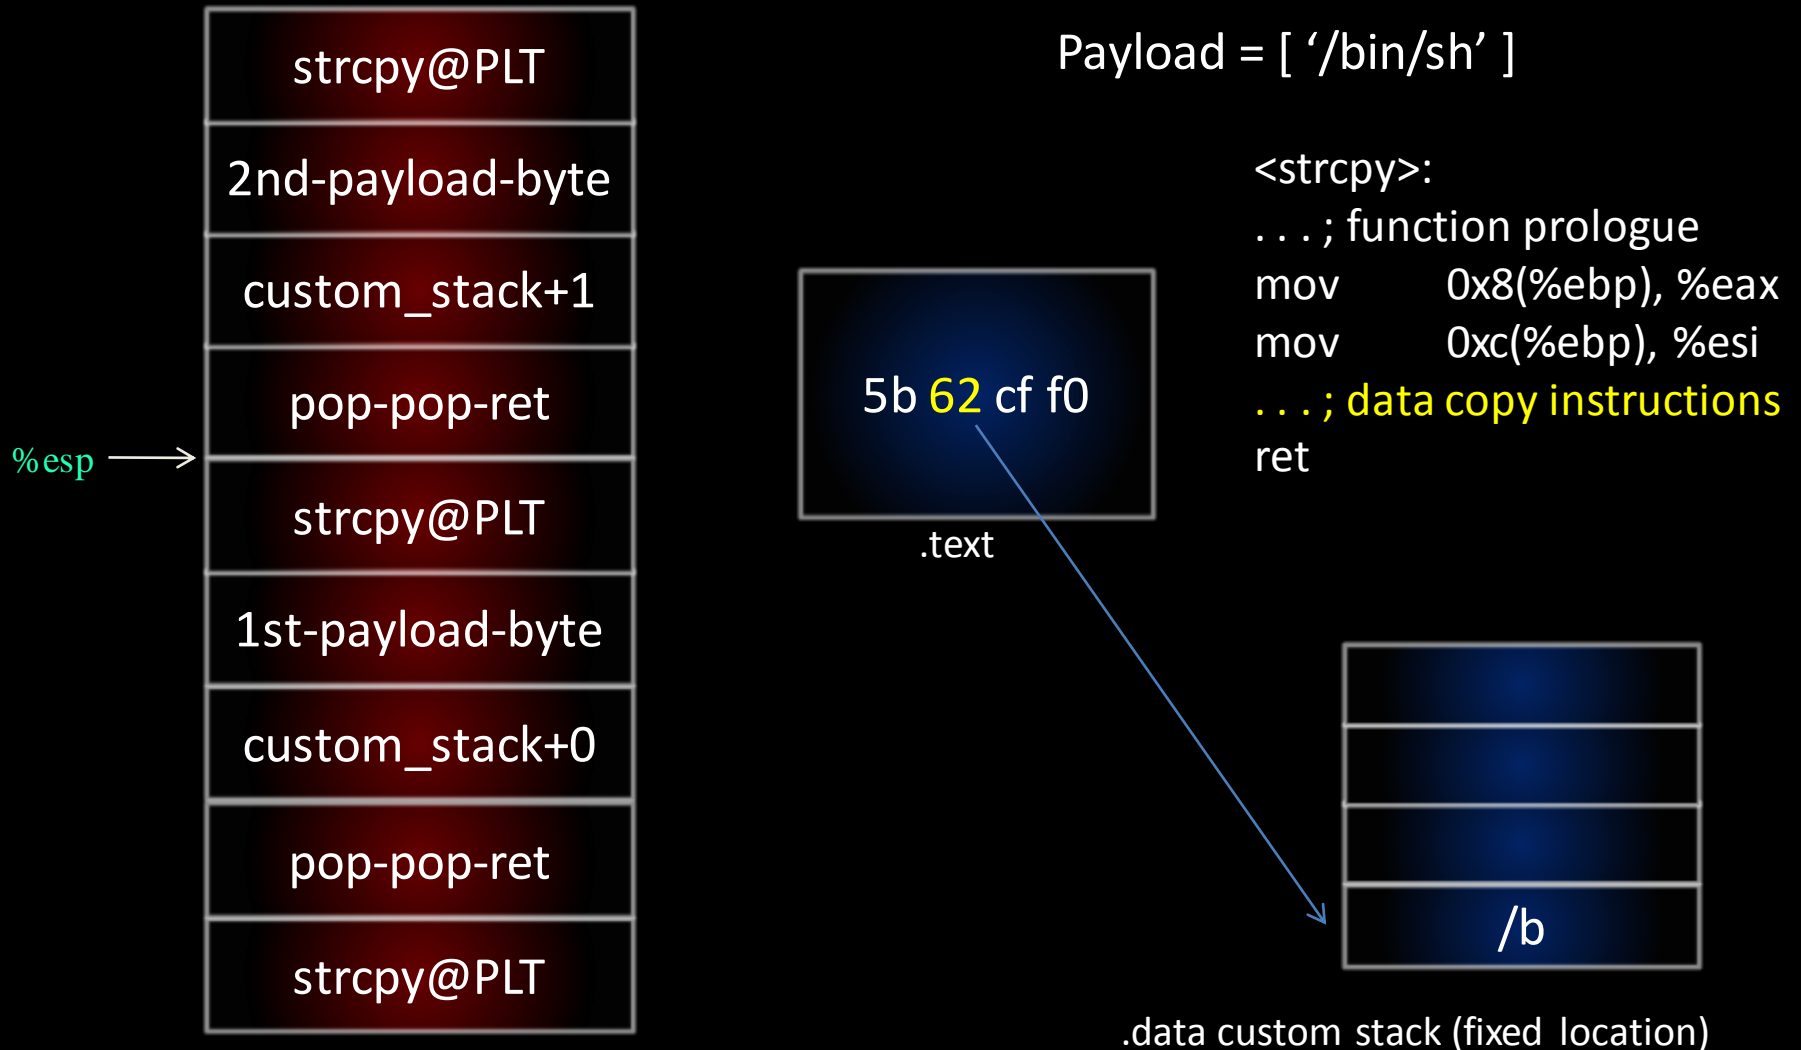 strcpy@PLT
2nd-payload-byte
custom_stack+1
pop-pop-ret
%esp
strcpy@PLT
1st-payload-byte
custom_stack+0
pop-pop-ret
strcpy@PLT
Payload = [ ‘/bin/sh’ ]
<strcpy>:
. . . ; function prologue
mov 0x8(%ebp), %eax
mov 0xc(%ebp), %esi
. . . ; data copy instructions
ret
5b 62 cf f0
.text
/b
.data custom stack (fixed location)